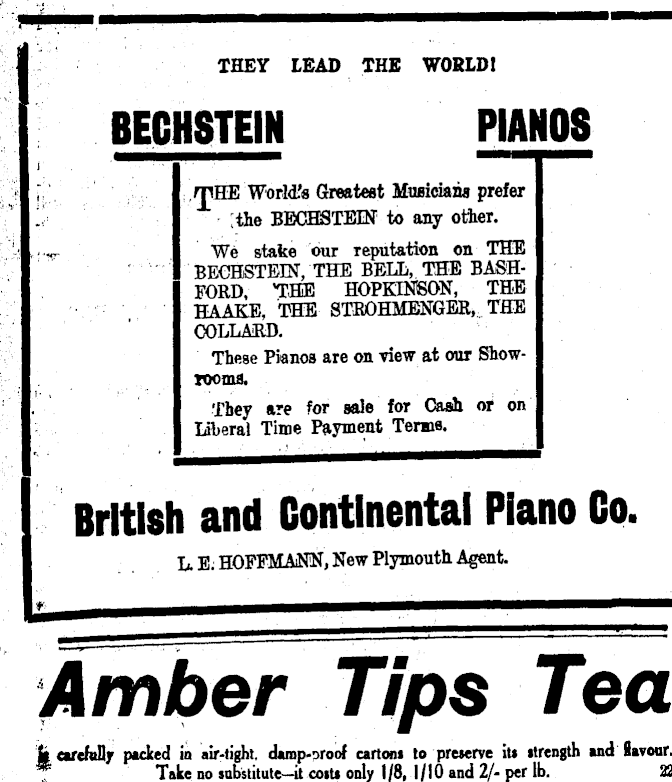 THEY LEAD THE WORLD!
BECHSTEIN PIANOS
THE World's Greatest Musicians prefer
the BECHSTEIN to any other.
We stake our reputation on THE
BECHSTEIN, THE BELL, THE BASH-
FORD, THE HOPKINSON, THE
HAAKE, THE STROHMENGER, THE
COLLARD.
These Pianos are on view at our Show-
rooms.
They are for sale for Cash or on
Liberal Time Payment Terms.
British and Continental Piano Co.
L. E. HOFFMANN, New Plymouth Agent.
Amber Tips Tea
is carefully packed in air-tight, damp-proof cartons to preserve its strength and flavour.
Take no substitute—it costs only 1/8, 1/10 and 2/- per lb.